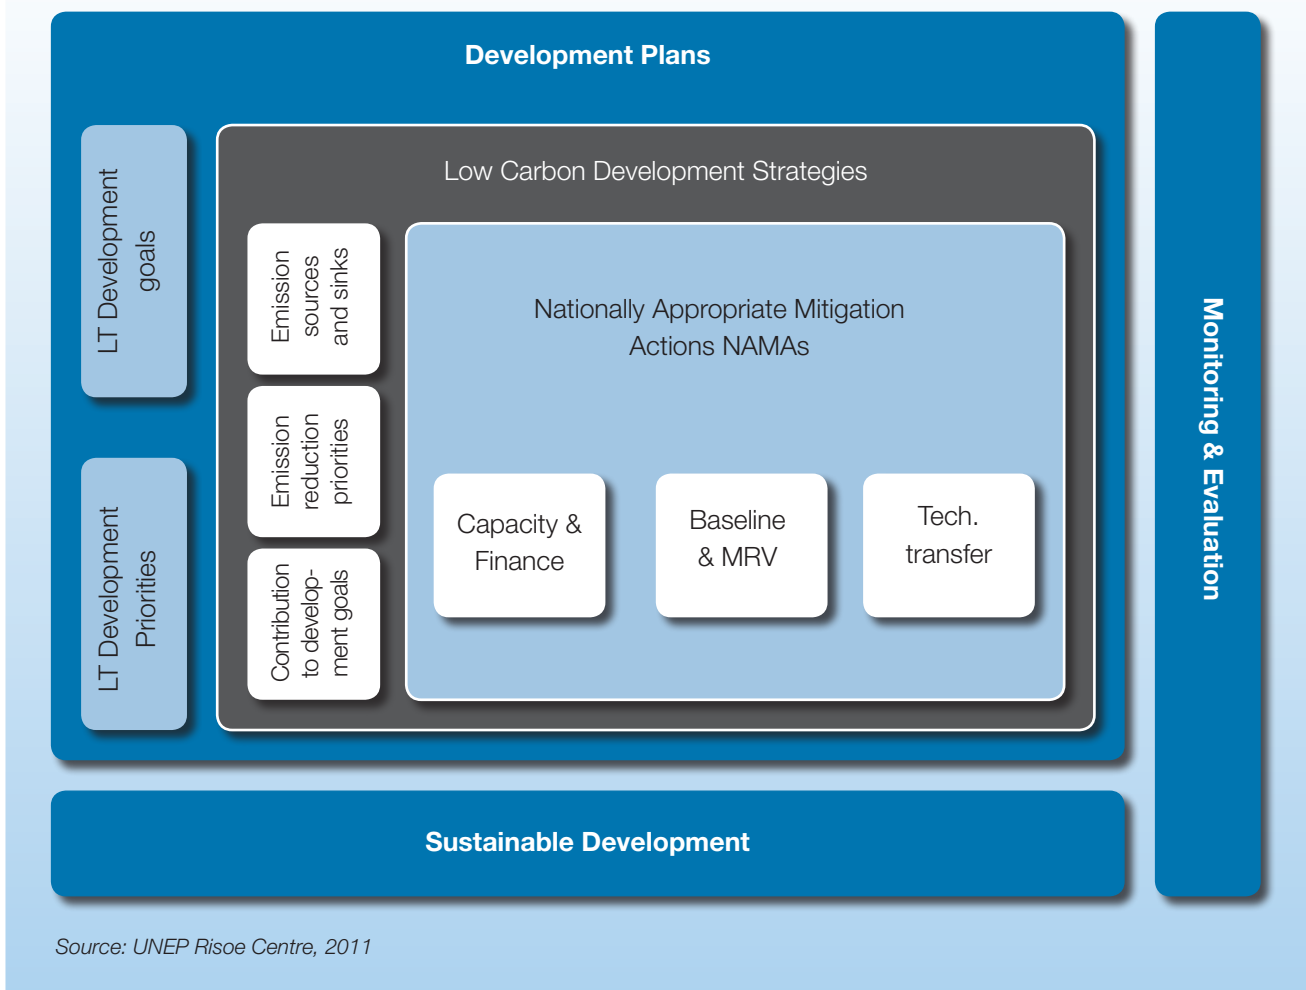 Development Plans
LT Development
goals
LT Development
Priorities
Low Carbon Development Strategies
Emission
sources
and sinks
Emission
reduction
priorities
Contribution
to develop-
ment goals
Nationally Appropriate Mitigation
Actions NAMAs
Capacity &
Finance
Baseline
& MRV
Tech.
transfer
Monitoring & Evaluation
Sustainable Development
Source: UNEP Risoe Centre, 2011